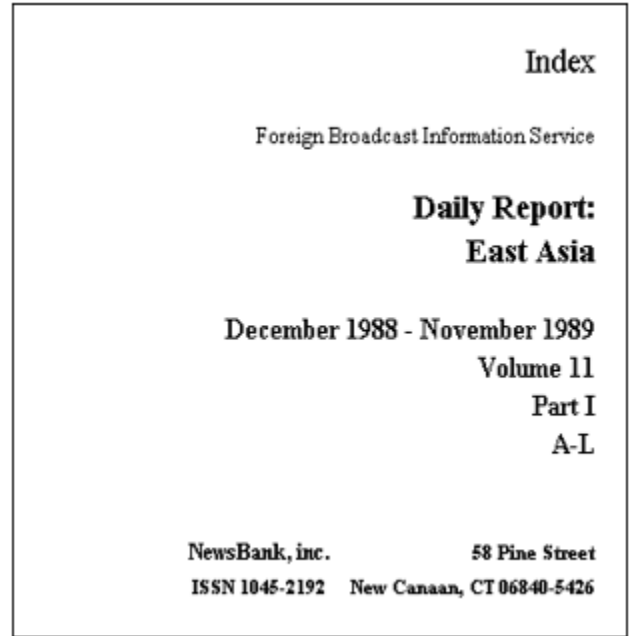 Index
Foreign Broadcast Information Service
Daily Report:
East Asia
December 1988 - November 1989
Volume 11
Part I
A-L
NewsBank, inc. 58 Pine Street
ISSN 1045-2192 New Canaan, CT 06840-5426